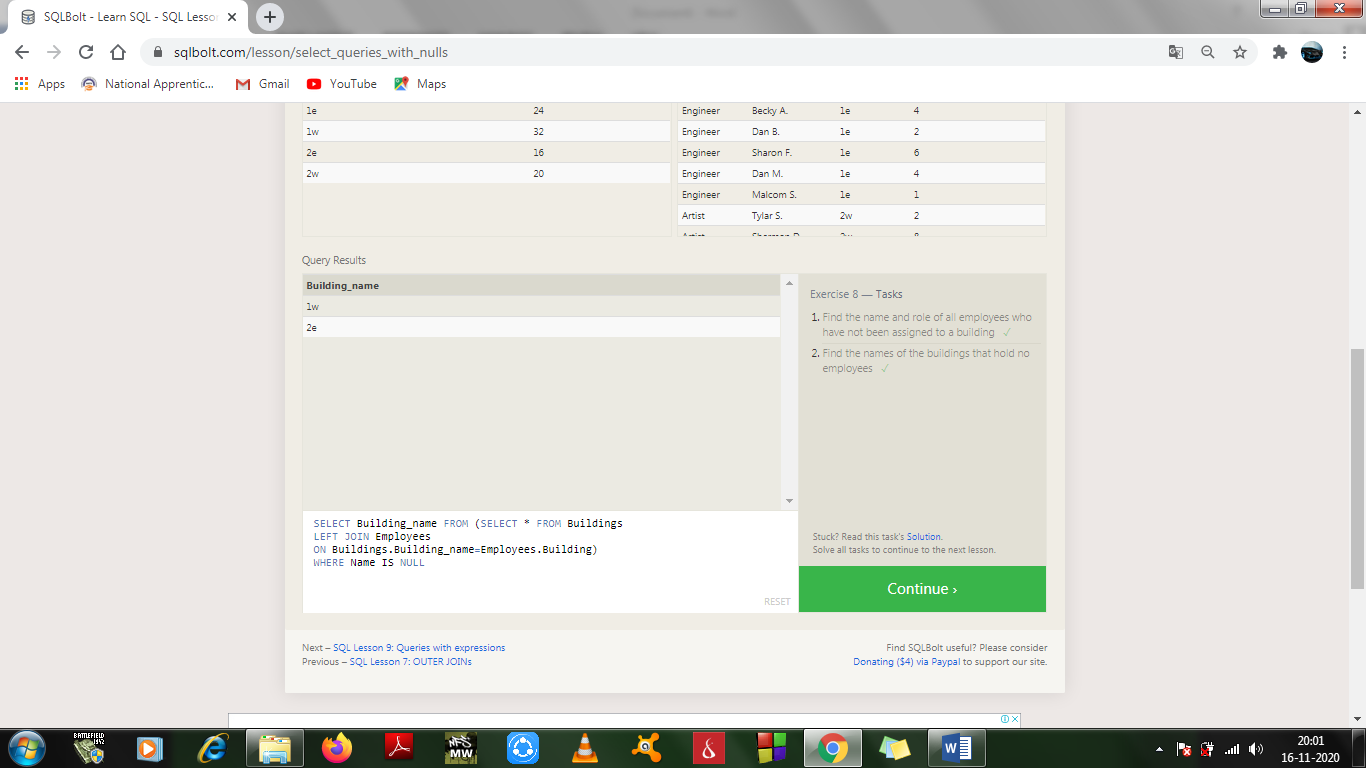 SQLBolt - Learn SQL - SQL Lesson
sqlbolt.com/lesson/select_queries_with_nulls
Apps National Apprentic... Gmail YouTube Maps
1e 24
1w 32
2e 16
2w 20
Engineer Becky A. 1e 4
Engineer Dan B. 1e 2
Engineer Sharon F. 1e 6
Engineer Dan M. 1e 4
Engineer Malcom S. 1e 1
Artist Tylar S. 2w 2
Query Results
Building_name
1w
2e
Exercise 8 — Tasks
1. Find the name and role of all employees who
have not been assigned to a building ✓
2. Find the names of the buildings that hold no
employees ✓
SELECT Building_name FROM (SELECT * FROM Buildings
LEFT JOIN Employees
ON Buildings.Building_name=Employees.Building)
WHERE Name IS NULL
RESET
Stuck? Read this task's Solution.
Solve all tasks to continue to the next lesson.
Continue ›
Next – SQL Lesson 9: Queries with expressions
Previous – SQL Lesson 7: OUTER JOINs
Find SQLBolt useful? Please consider
Donating ($4) via Paypal to support our site.
BATTLEFIELD
1942
NFS
MW
20:01
16-11-2020